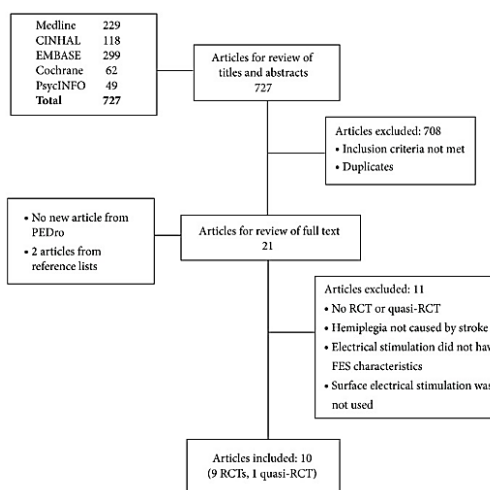 Medline 229
CINHAL 118
EMBASE 299
Cochrane 62
PsycINFO 49
Total 727
Articles for review of
titles and abstracts
727
Articles excluded: 708
• Inclusion criteria not met
• Duplicates
• No new article from
PEDro
• 2 articles from
reference lists
Articles for review of full text
21
Articles excluded: 11
• No RCT or quasi-RCT
• Hemiplegia not caused by stroke
• Electrical stimulation did not hav
FES characteristics
• Surface electrical stimulation was
not used
Articles included: 10
(9 RCTs, 1 quasi-RCT)